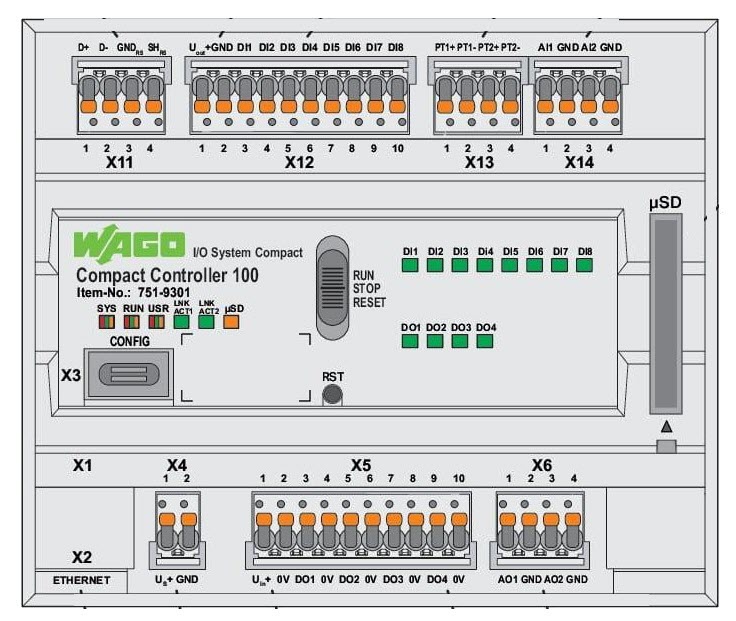 D+ D- GND RS SH RS
Uout+ GND DI1 DI2 DI3 DI4 DI5 DI6 DI7 DI8
PT1+ PT1- PT2+ PT2-
AI1 GND AI2 GND
1 2 3 4
1 2 3 4 5 6 7 8 9 10
1 2 3 4
1 2 3 4
X11
X12
X13
X14
µSD
WAGO I/O System Compact
Compact Controller 100
Item-No.: 751-9301
SYS RUN USR LNK ACT1 LNK ACT2 µSD
RUN
STOP
RESET
DI1 DI2 DI3 Di4 DI5 DI6 DI7 DI8
DO1 DO2 DO3 DO4
CONFIG
X3
RST
X1
X4
X5
X6
1 2
1 2 3 4 5 6 7 8 9 10
1 2 3 4
X2
ETHERNET
UB+ GND
Uin+ 0V DO1 0V DO2 0V DO3 0V DO4 0V
AO1 GND AO2 GND